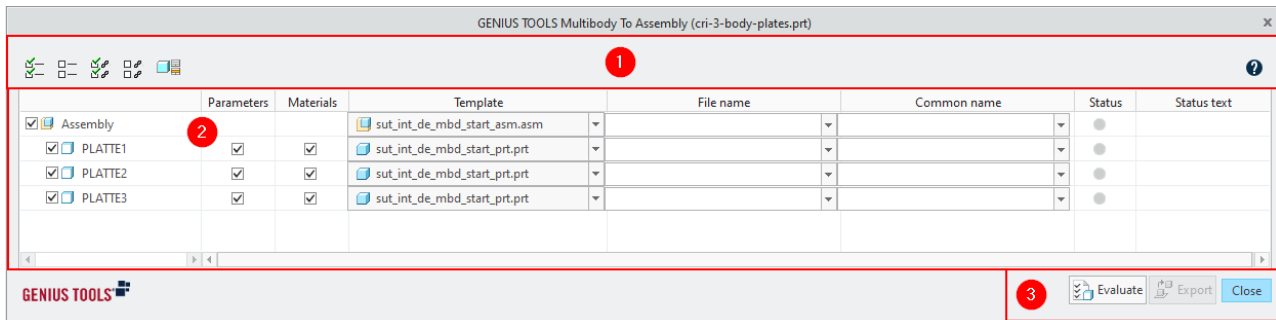 GENIUS TOOLS Multibody To Assembly (cri-3-body-plates.prt) x
1
?
Parameters Materials Template File name Common name Status Status text
Assembly sut_int_de_mbd_start_asm.asm
2
PLATTE1 sut_int_de_mbd_start_prt.prt
PLATTE2 sut_int_de_mbd_start_prt.prt
PLATTE3 sut_int_de_mbd_start_prt.prt
GENIUS TOOLS
3
Evaluate Export Close